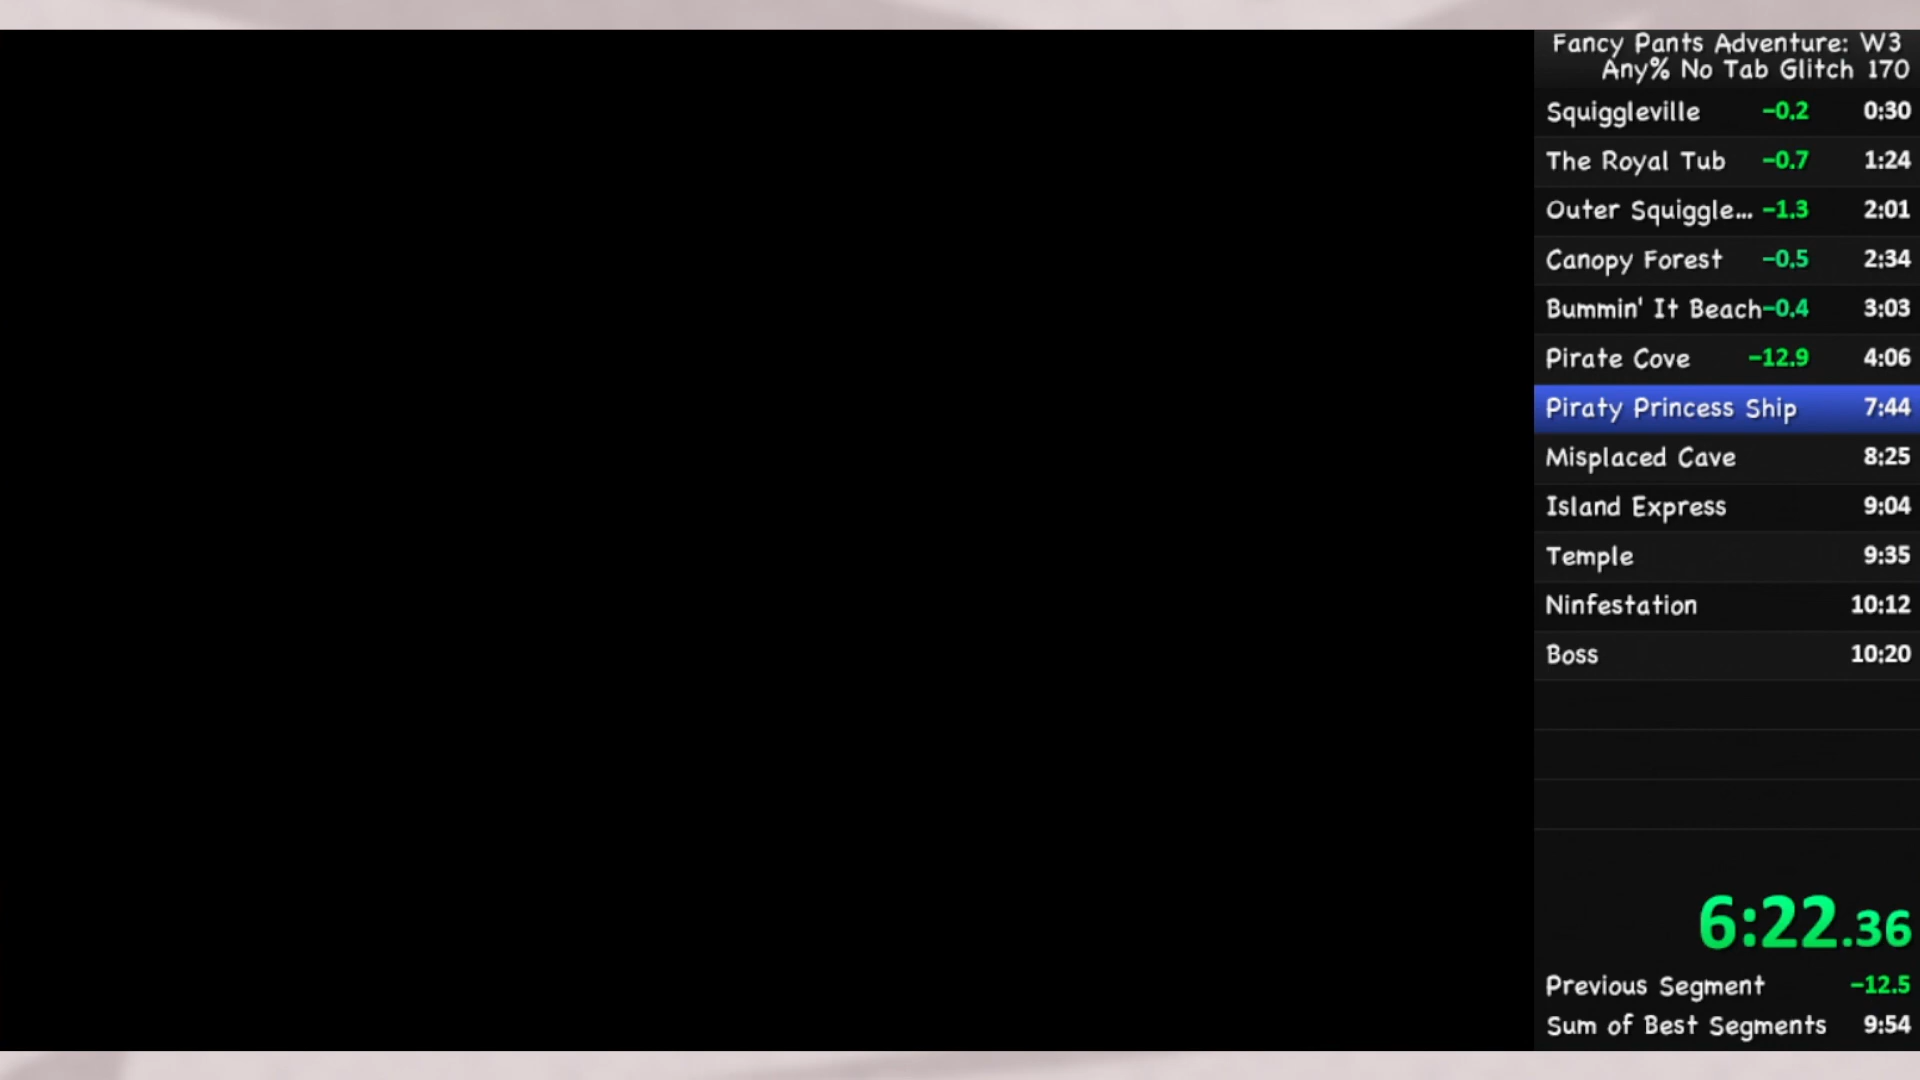 Fancy Pants Adventure: W3
Any% No Tab Glitch 170
Squiggleville -0.2 0:30
The Royal Tub -0.7 1:24
Outer Squiggle... -1.3 2:01
Canopy Forest -0.5 2:34
Bummin' It Beach -0.4 3:03
Pirate Cove -12.9 4:06
Piraty Princess Ship 7:44
Misplaced Cave 8:25
Island Express 9:04
Temple 9:35
Ninfestation 10:12
Boss 10:20
6:22.36
Previous Segment -12.5
Sum of Best Segments 9:54